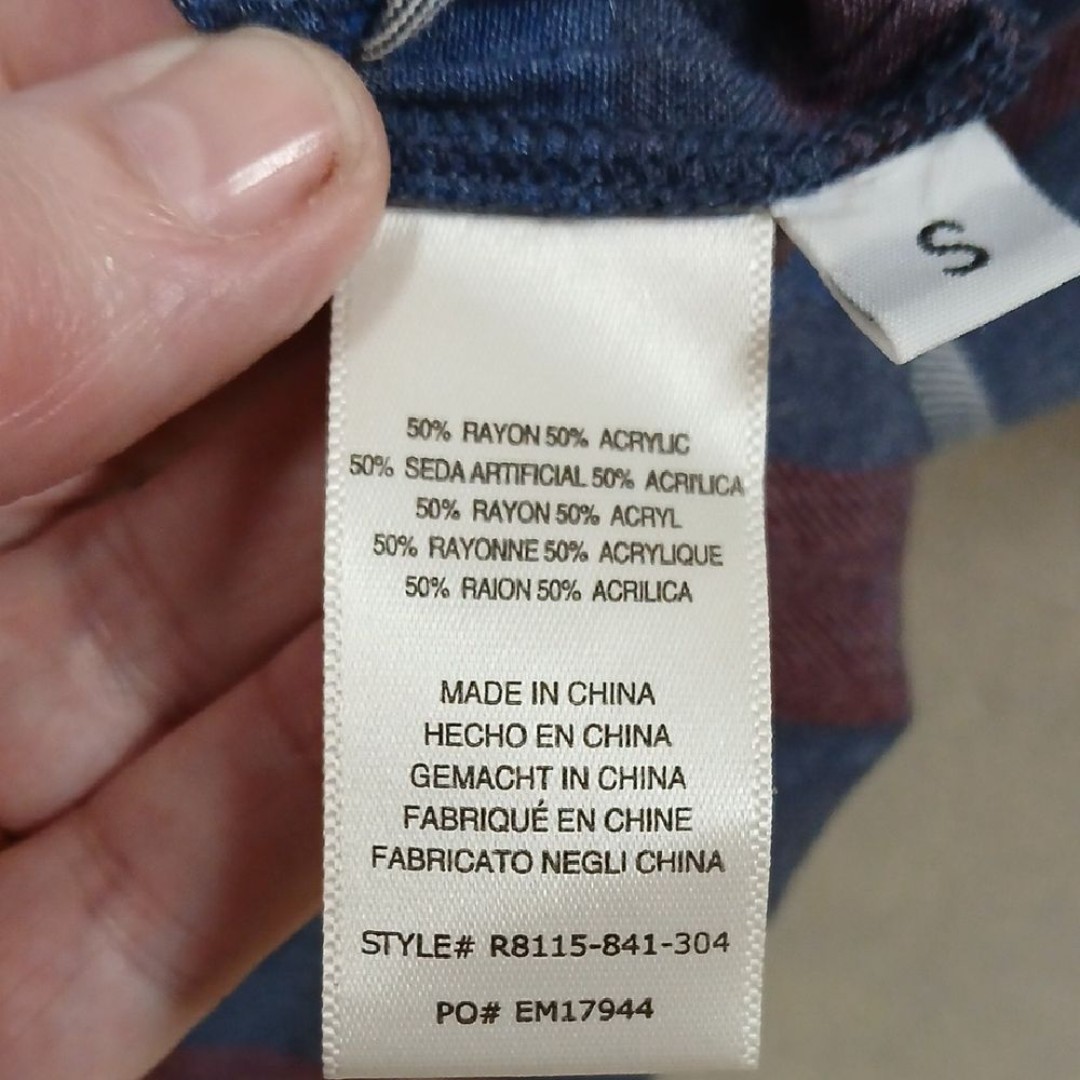 S
50% RAYON 50% ACRYLIC
50% SEDA ARTIFICIAL 50% ACRI'LICA
50% RAYON 50% ACRYL
50% RAYONNE 50% ACRYLIQUE
50% RAION 50% ACRILICA
MADE IN CHINA
HECHO EN CHINA
GEMACHT IN CHINA
FABRIQUÉ EN CHINE
FABRICATO NEGLI CHINA
STYLE# R8115-841-304
PO# EM17944